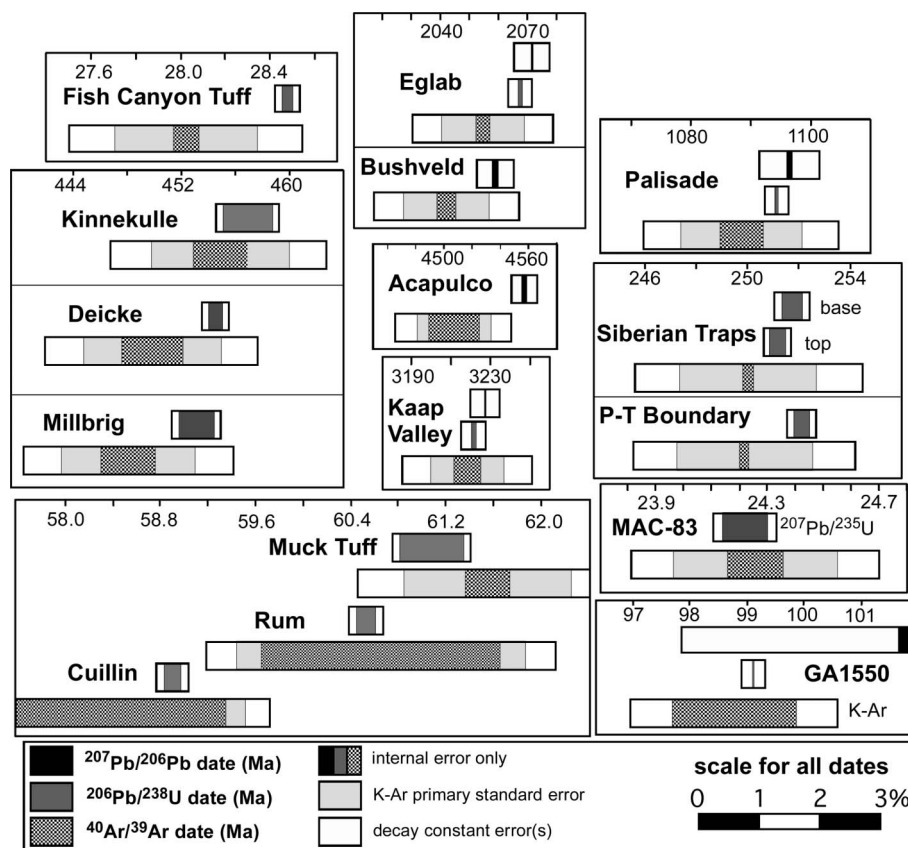 27.6 28.0 28.4
Fish Canyon Tuff
2040 2070
Eglab
Bushveld
1080 1100
Palisade
444 452 460
Kinnekulle
Deicke
Millbrig
4500 4560
Acapulco
3190 3230
Kaap
Valley
246 250 254
base
Siberian Traps
top
P-T Boundary
58.0 58.8 59.6 60.4 61.2 62.0
Muck Tuff
Rum
Cuillin
23.9 24.3 24.7
MAC-83 ²⁰⁷Pb/²³⁵U
97 98 99 100 101
GA1550
K-Ar
²⁰⁷Pb/²⁰⁶Pb date (Ma)
²⁰⁶Pb/²³⁸U date (Ma)
⁴⁰Ar/³⁹Ar date (Ma)
internal error only
K-Ar primary standard error
decay constant error(s)
scale for all dates
0 1 2 3%